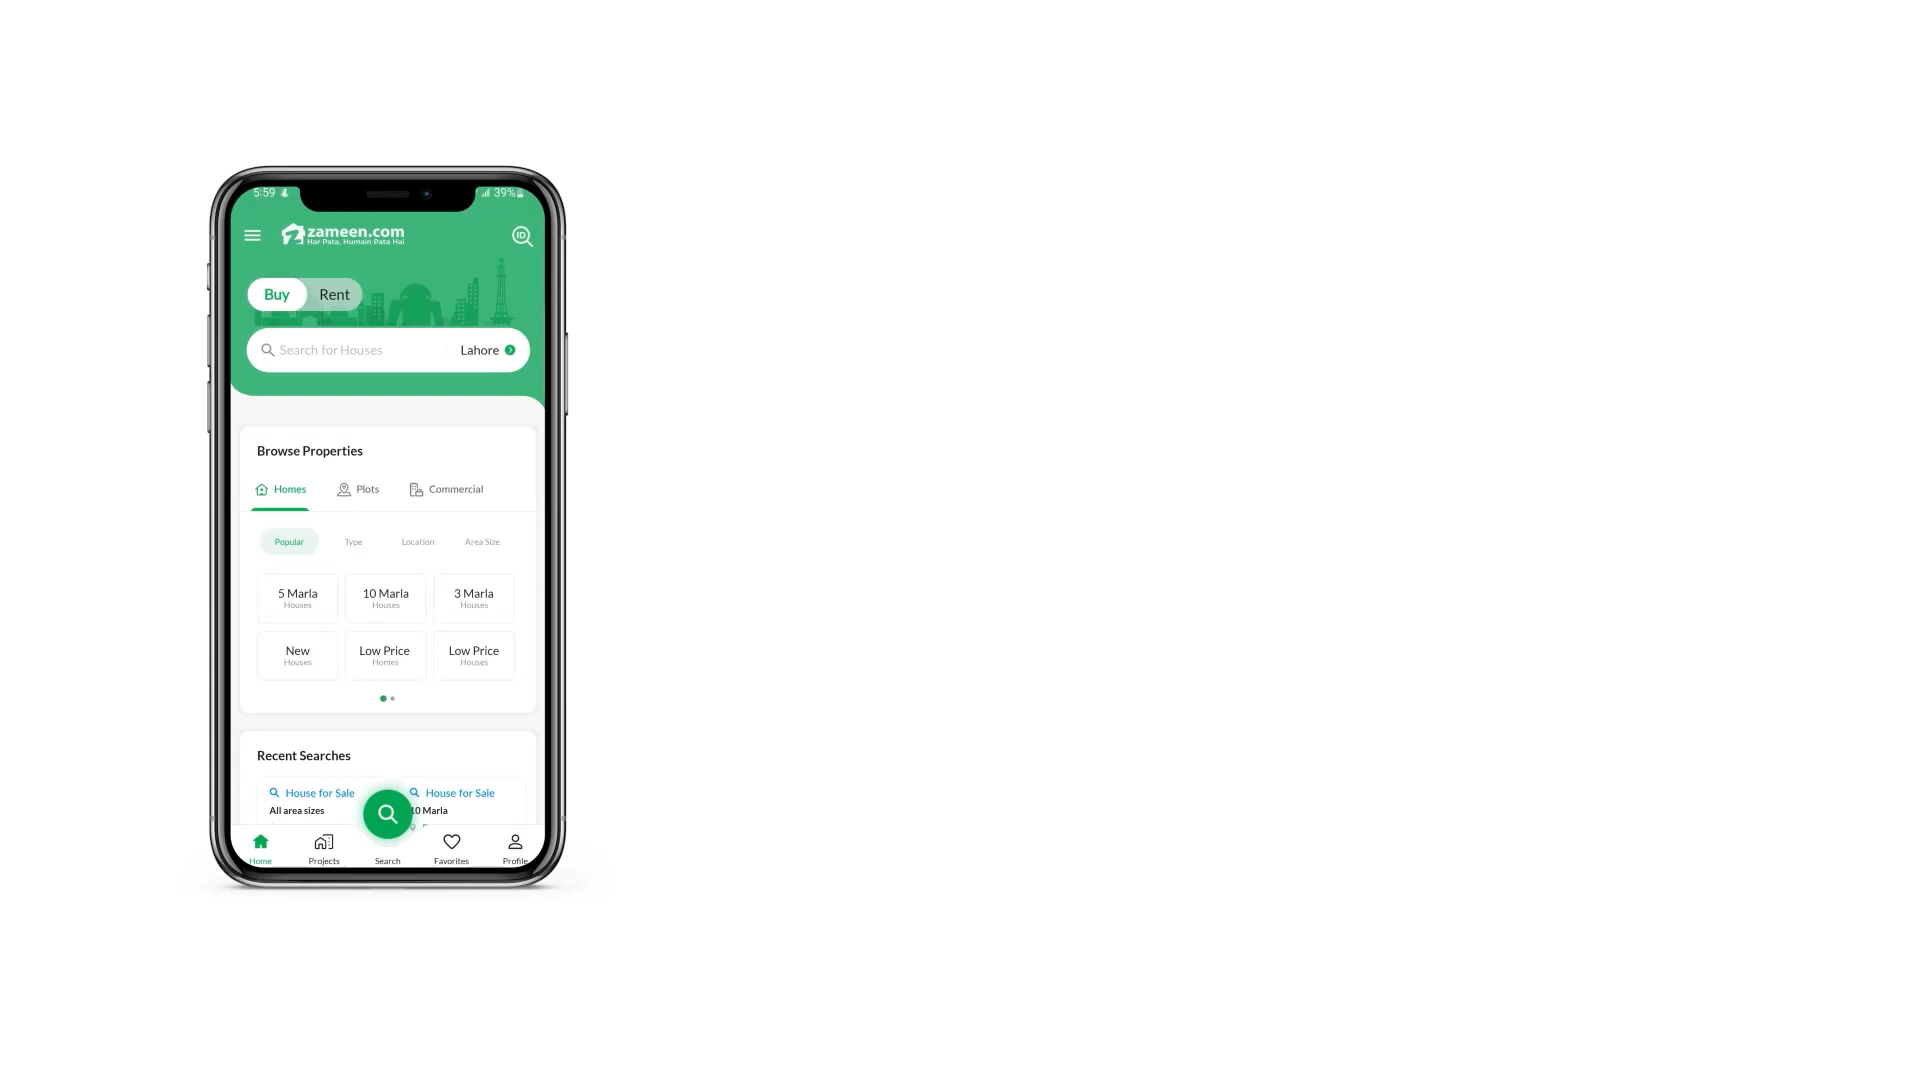 5:59
39%
zameen.com
Har Pata, Humain Pata Hai
ID
Buy Rent
Search for Houses Lahore
Browse Properties
Homes Plots Commercial
Popular Type Location Area Size
5 Marla 10 Marla 3 Marla
Houses Houses Houses
New Low Price Low Price
Houses Homes Houses
Recent Searches
House for Sale House for Sale
All area sizes 10 Marla
Home Projects Search Favorites Profile